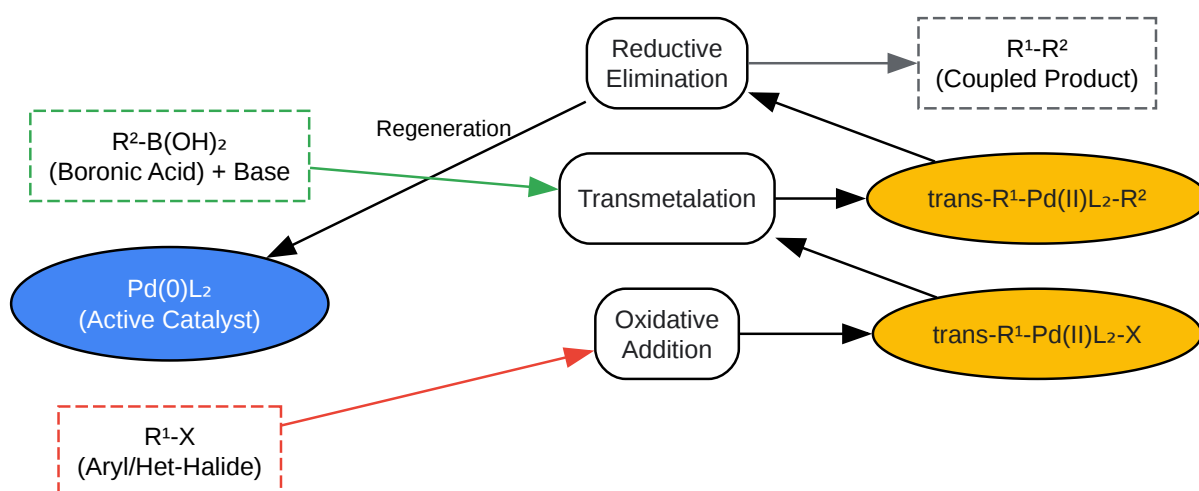 Reductive
Elimination
R¹-R²
(Coupled Product)
Regeneration
R²-B(OH)₂
(Boronic Acid) + Base
Transmetalation
trans-R¹-Pd(II)L₂-R²
Pd(0)L₂
(Active Catalyst)
Oxidative
Addition
trans-R¹-Pd(II)L₂-X
R¹-X
(Aryl/Het-Halide)